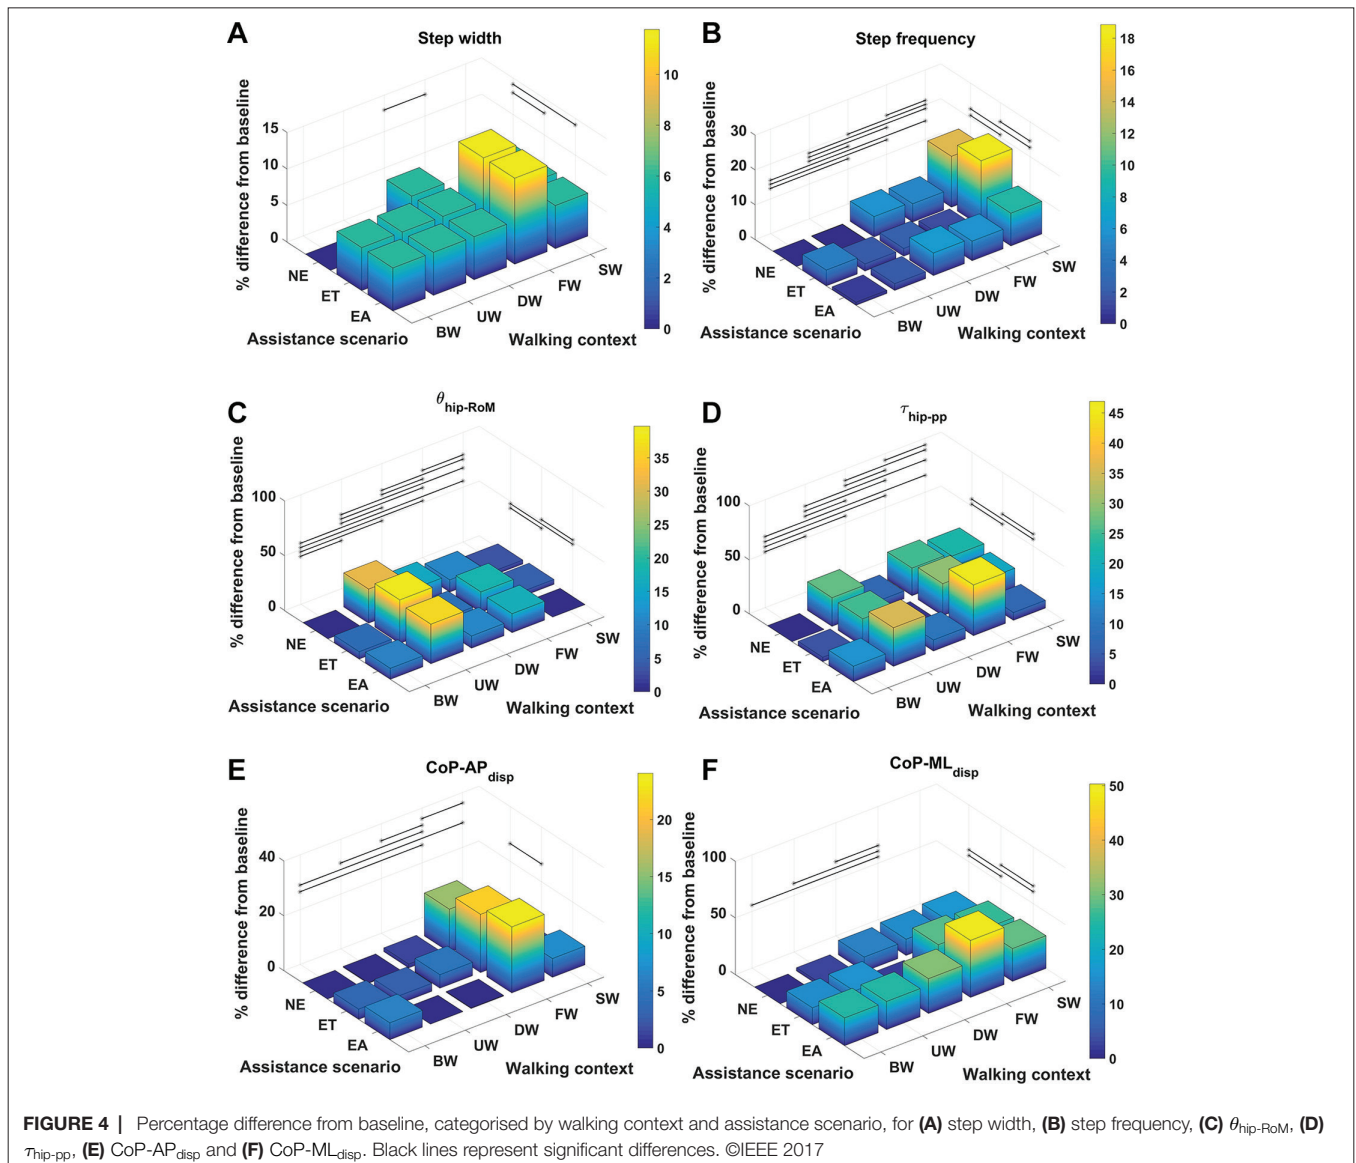 A
Step width
% difference from baseline
15
10
5
0
NE
ET
EA
BW
UW
DW
FW
SW
Assistance scenario
Walking context
10
8
6
4
2
0
B
Step frequency
% difference from baseline
30
20
10
0
NE
ET
EA
BW
UW
DW
FW
SW
Assistance scenario
Walking context
18
16
14
12
10
8
6
4
2
0
C
θhip-RoM
% difference from baseline
100
50
0
NE
ET
EA
BW
UW
DW
FW
SW
Assistance scenario
Walking context
35
30
25
20
15
10
5
0
D
τhip-pp
% difference from baseline
100
50
0
NE
ET
EA
BW
UW
DW
FW
SW
Assistance scenario
Walking context
45
40
35
30
25
20
15
10
5
0
E
CoP-APdisp
% difference from baseline
40
20
0
NE
ET
EA
BW
UW
DW
FW
SW
Assistance scenario
Walking context
20
15
10
5
0
F
CoP-MLdisp
% difference from baseline
100
50
0
NE
ET
EA
BW
UW
DW
FW
SW
Assistance scenario
Walking context
50
40
30
20
10
0
FIGURE 4 | Percentage difference from baseline, categorised by walking context and assistance scenario, for (A) step width, (B) step frequency, (C) θhip-RoM, (D)
τhip-pp, (E) CoP-APdisp and (F) CoP-MLdisp. Black lines represent significant differences. ©IEEE 2017